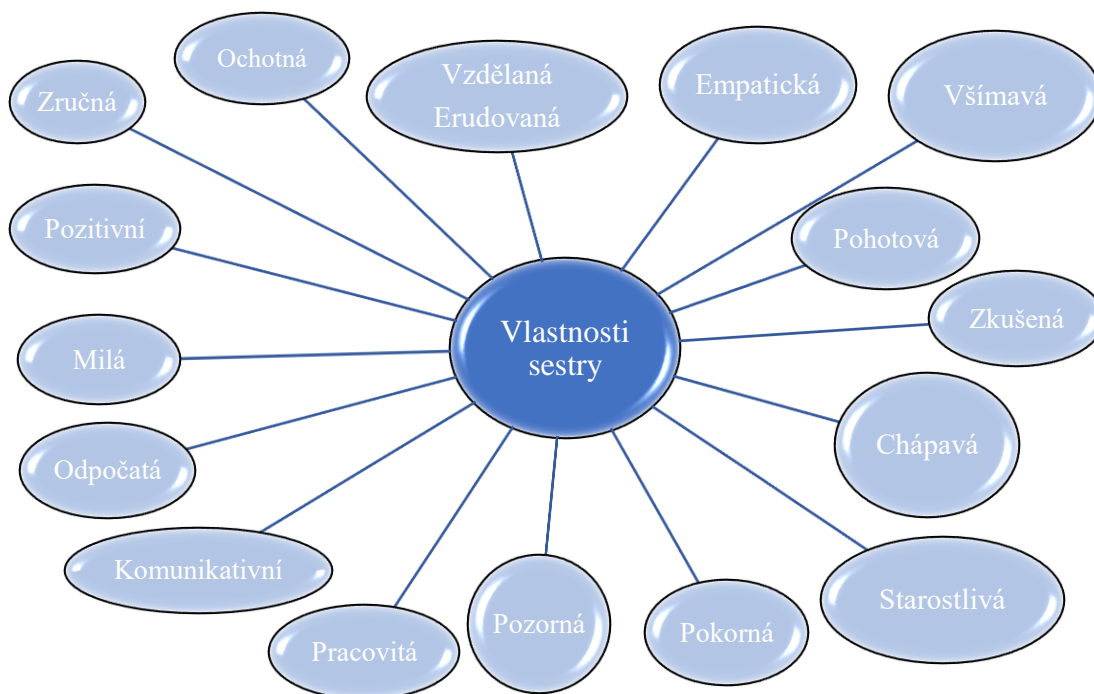 Ochotná
Vzdělaná
Erudovaná
Empatická
Všímavá
Zručná
Pozitivní
Pohotová
Zkušená
Vlastnosti
sestry
Milá
Chápavá
Odpočatá
Komunikativní
Starostlivá
Pracovitá
Pozorná
Pokorná